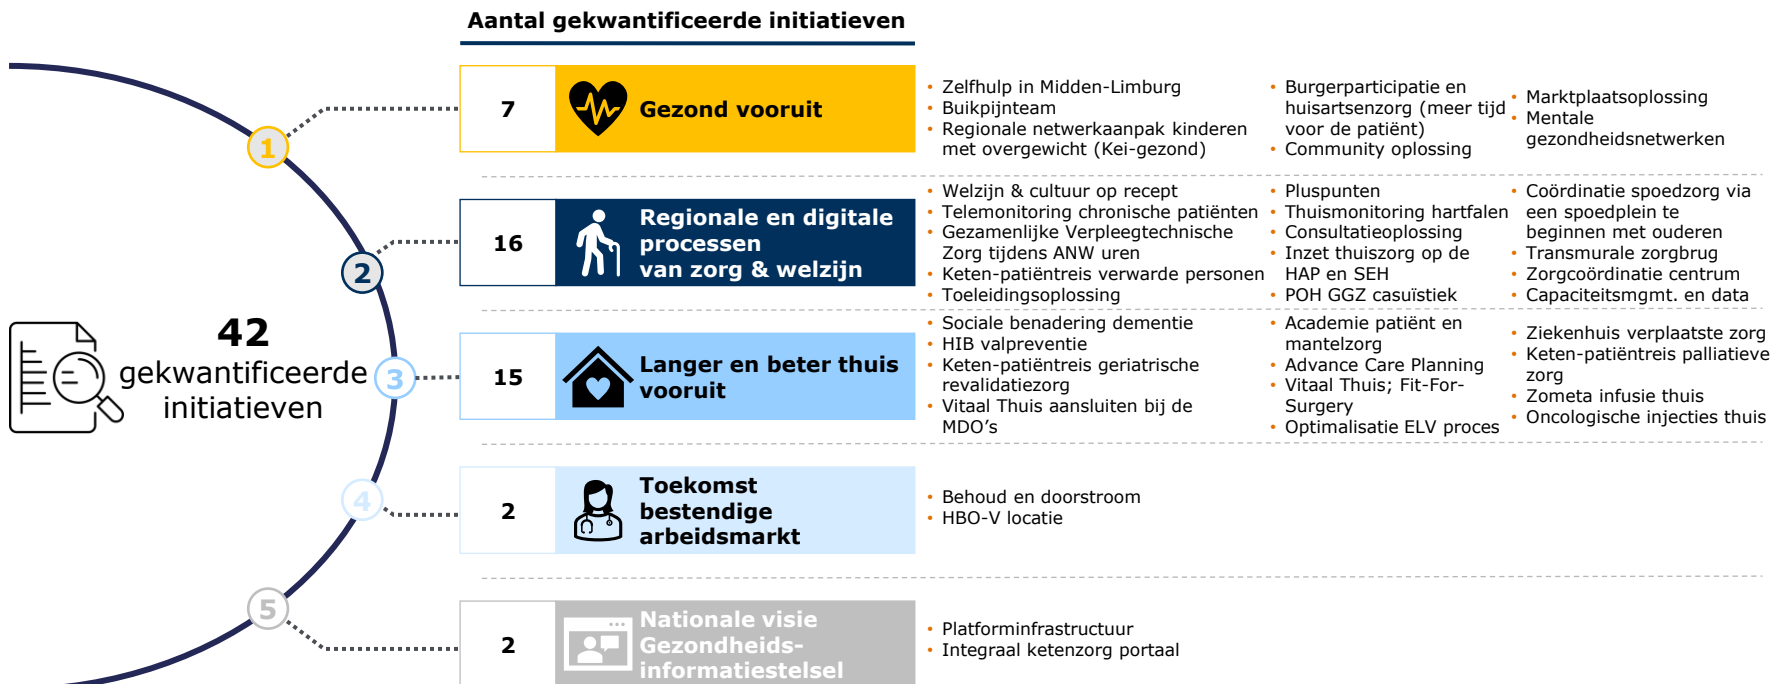 Aantal gekwantificeerde initiatieven
42
gekwantificeerde
initiatieven
1
7
Gezond vooruit
• Zelfhulp in Midden-Limburg
• Buikpijnteam
• Regionale netwerkaanpak kinderen
met overgewicht (Kei-gezond)
• Burgerparticipatie en
huisartsenzorg (meer tijd
voor de patiënt)
• Community oplossing
• Marktplaatsoplossing
• Mentale
gezondheidsnetwerken
2
16
Regionale en digitale
processen
van zorg & welzijn
• Welzijn & cultuur op recept
• Telemonitoring chronische patiënten
• Gezamenlijke Verpleegtechnische
Zorg tijdens ANW uren
• Keten-patiëntreis verwarde personen
• Toeleidingsoplossing
• Pluspunten
• Thuismonitoring hartfalen
• Consultatieoplossing
• Inzet thuiszorg op de
HAP en SEH
• POH GGZ casuïstiek
• Coördinatie spoedzorg via
een spoedplein te
beginnen met ouderen
• Transmurale zorgbrug
• Zorgcoördinatie centrum
• Capaciteitsmgmt. en data
3
15
Langer en beter thuis
vooruit
• Sociale benadering dementie
• HIB valpreventie
• Keten-patiëntreis geriatrische
revalidatiezorg
• Vitaal Thuis aansluiten bij de
MDO’s
• Academie patiënt en
mantelzorg
• Advance Care Planning
• Vitaal Thuis; Fit-For-
Surgery
• Optimalisatie ELV proces
• Ziekenhuis verplaatste zorg
• Keten-patiëntreis palliatieve
zorg
• Zometa infusie thuis
• Oncologische injecties thuis
4
2
Toekomst
bestendige
arbeidsmarkt
• Behoud en doorstroom
• HBO-V locatie
5
2
Nationale visie
Gezondheids-
informatiestelsel
• Platforminfrastructuur
• Integraal ketenzorg portaal